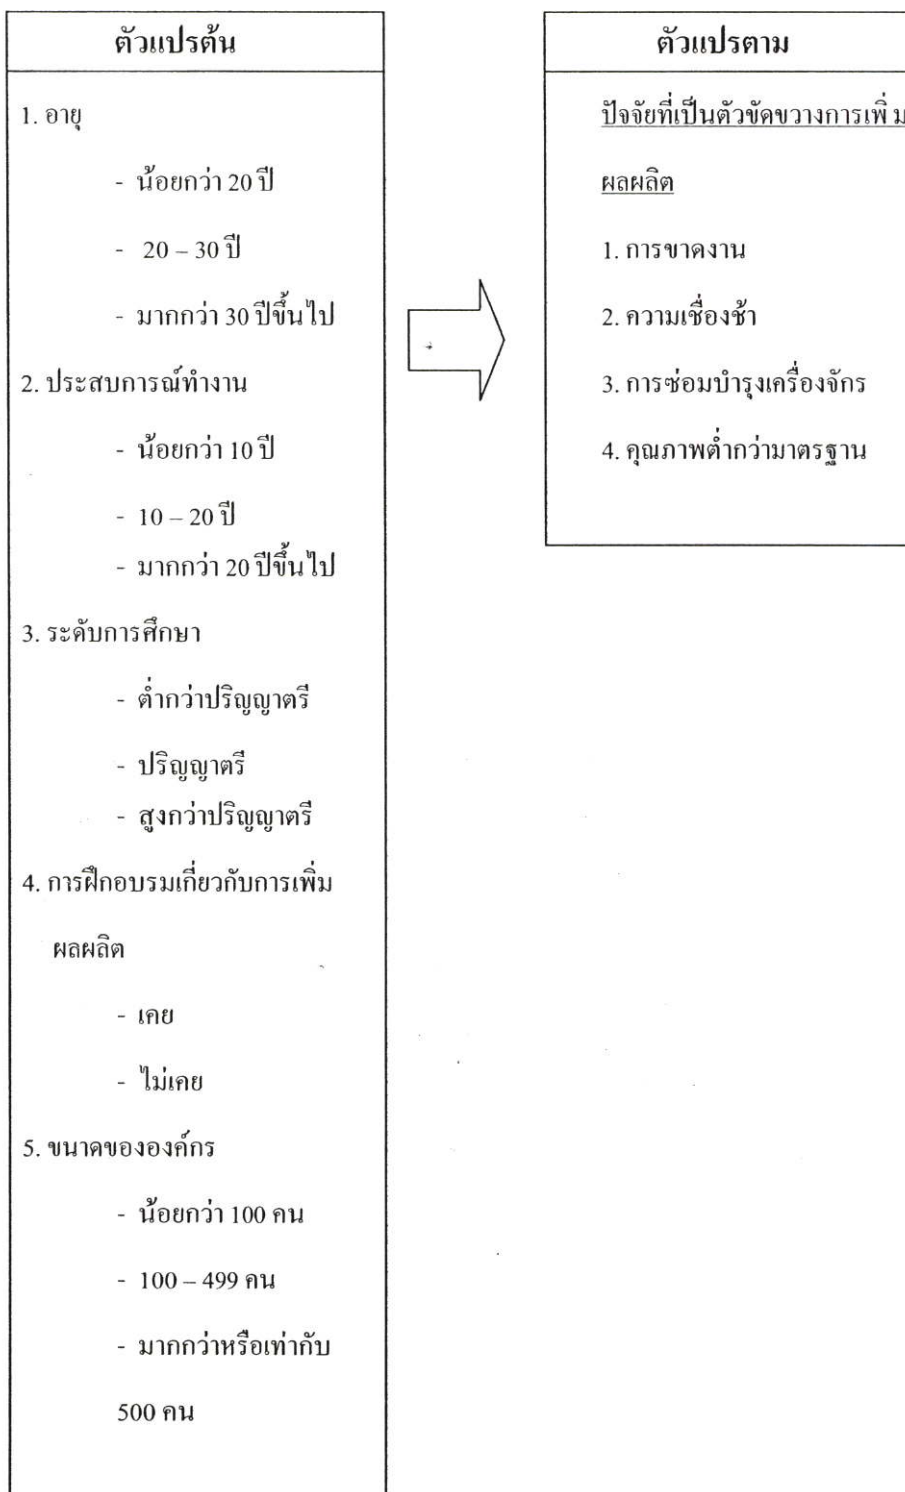 ตัวแปรต้น
1. อายุ
- น้อยกว่า 20 ปี
- 20 – 30 ปี
- มากกว่า 30 ปีขึ้นไป
2. ประสบการณ์ทำงาน
- น้อยกว่า 10 ปี
- 10 – 20 ปี
- มากกว่า 20 ปีขึ้นไป
3. ระดับการศึกษา
- ต่ำกว่าปริญญาตรี
- ปริญญาตรี
- สูงกว่าปริญญาตรี
4. การฝึกอบรมเกี่ยวกับการเพิ่ม
ผลผลิต
- เคย
- ไม่เคย
5. ขนาดขององค์กร
- น้อยกว่า 100 คน
- 100 – 499 คน
- มากกว่าหรือเท่ากับ
500 คน
ตัวแปรตาม
ปัจจัยที่เป็นตัวขัดขวางการเพิ่ม
ผลผลิต
1. การขาดงาน
2. ความเชื่องช้า
3. การซ่อมบำรุงเครื่องจักร
4. คุณภาพต่ำกว่ามาตรฐาน